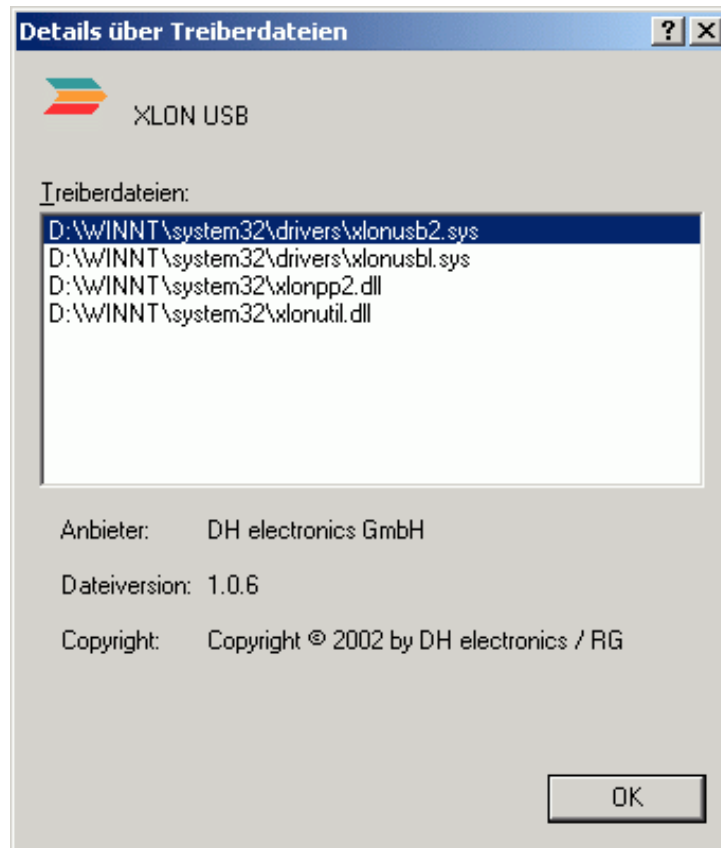 Details über Treiberdateien
XLON USB
Treiberdateien:
D:\WINNT\system32\drivers\xlonusb2.sys
D:\WINNT\system32\drivers\xlonusbl.sys
D:\WINNT\system32\xlonpp2.dll
D:\WINNT\system32\xlonutil.dll
Anbieter: DH electronics GmbH
Dateiversion: 1.0.6
Copyright: Copyright © 2002 by DH electronics / RG
OK